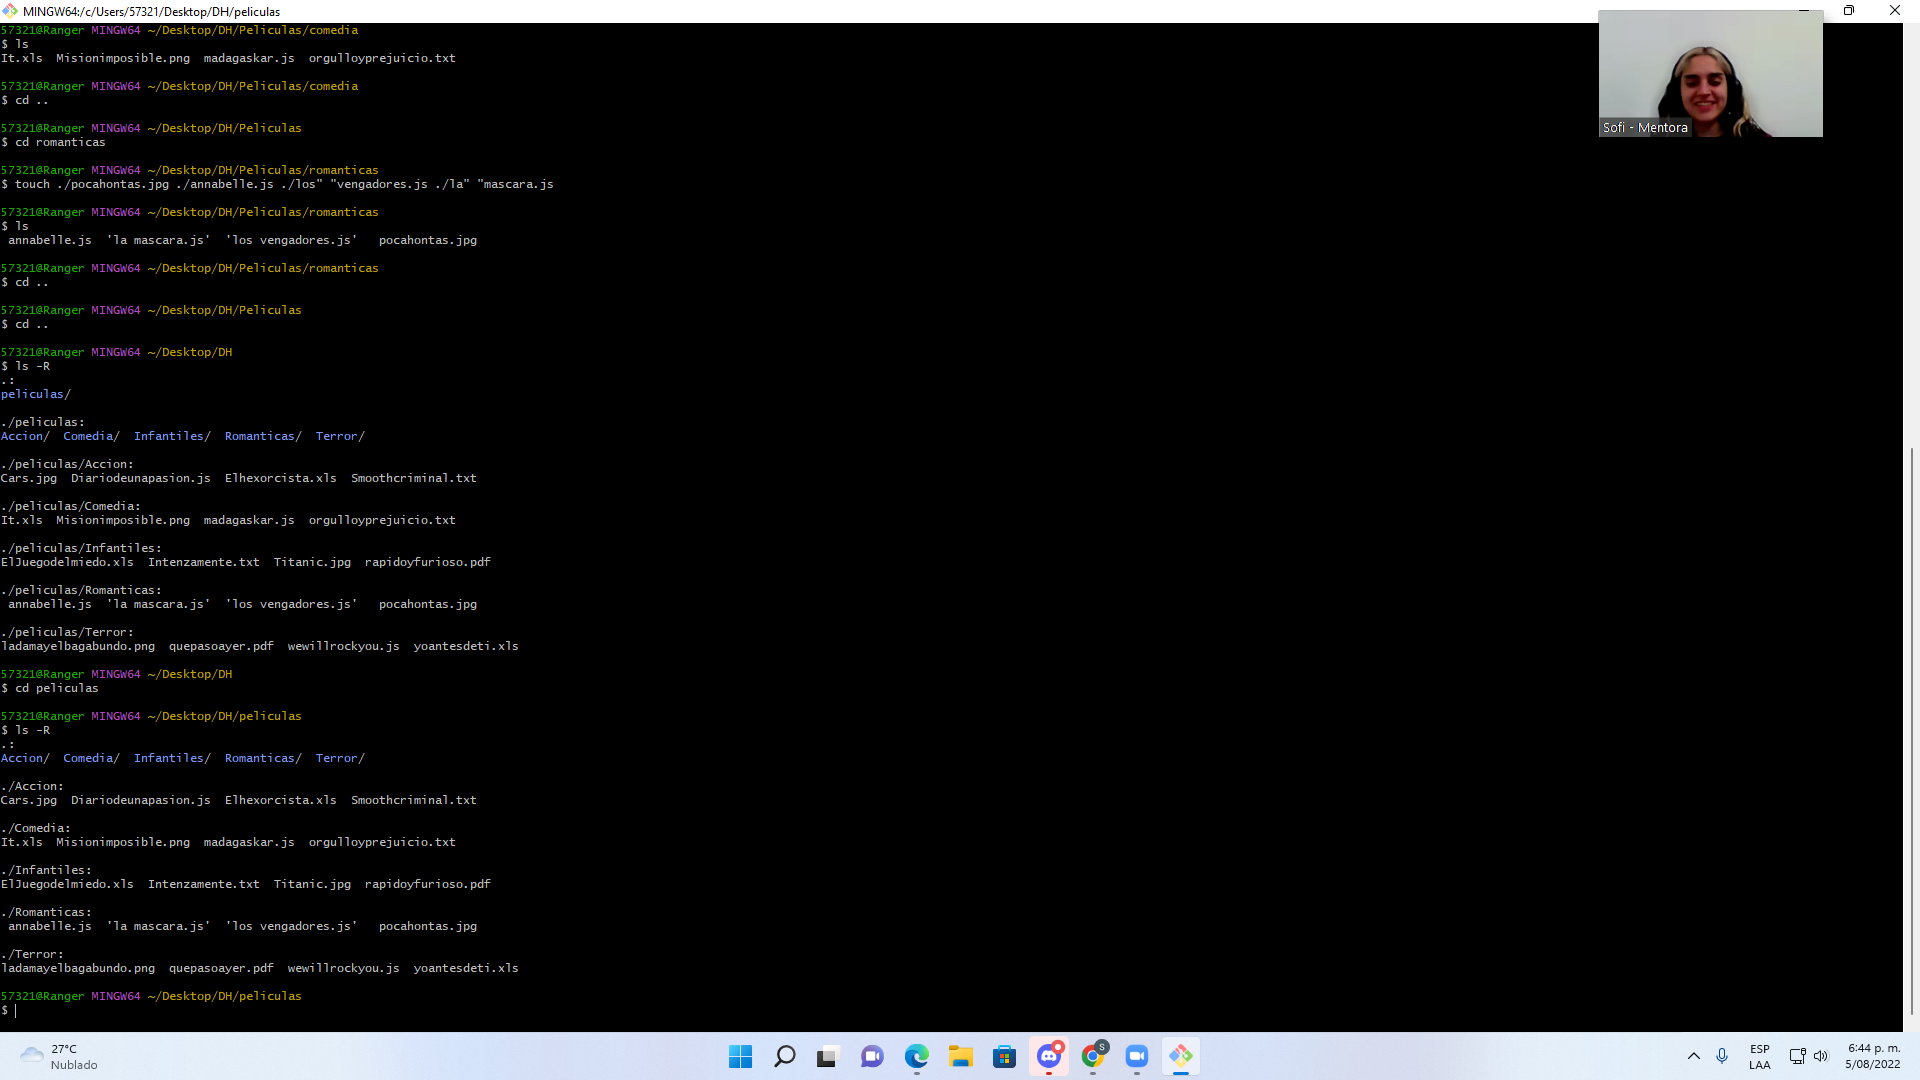 MINGW64:/c/Users/57321/Desktop/DH/peliculas
57321@Ranger MINGW64 ~/Desktop/DH/Peliculas/comedia
$ ls
It.xls  Misionimposible.png  madagaskar.js  orgulloyprejuicio.txt
57321@Ranger MINGW64 ~/Desktop/DH/Peliculas/comedia
$ cd ..
57321@Ranger MINGW64 ~/Desktop/DH/Peliculas
$ cd romanticas
57321@Ranger MINGW64 ~/Desktop/DH/Peliculas/romanticas
$ touch ./pocahontas.jpg ./annabelle.js ./los" "vengadores.js ./la" "mascara.js
57321@Ranger MINGW64 ~/Desktop/DH/Peliculas/romanticas
$ ls
 annabelle.js  'la mascara.js'  'los vengadores.js'   pocahontas.jpg
57321@Ranger MINGW64 ~/Desktop/DH/Peliculas/romanticas
$ cd ..
57321@Ranger MINGW64 ~/Desktop/DH/Peliculas
$ cd ..
57321@Ranger MINGW64 ~/Desktop/DH
$ ls -R
.:
peliculas/
./peliculas:
Accion/  Comedia/  Infantiles/  Romanticas/  Terror/
./peliculas/Accion:
Cars.jpg  Diariodeunapasion.js  Elhexorcista.xls  Smoothcriminal.txt
./peliculas/Comedia:
It.xls  Misionimposible.png  madagaskar.js  orgulloyprejuicio.txt
./peliculas/Infantiles:
ElJuegodelmiedo.xls  Intenzamente.txt  Titanic.jpg  rapidoyfurioso.pdf
./peliculas/Romanticas:
 annabelle.js  'la mascara.js'  'los vengadores.js'   pocahontas.jpg
./peliculas/Terror:
ladamayelbagabundo.png  quepasoayer.pdf  wewillrockyou.js  yoantesdeti.xls
57321@Ranger MINGW64 ~/Desktop/DH
$ cd peliculas
57321@Ranger MINGW64 ~/Desktop/DH/peliculas
$ ls -R
.:
Accion/  Comedia/  Infantiles/  Romanticas/  Terror/
./Accion:
Cars.jpg  Diariodeunapasion.js  Elhexorcista.xls  Smoothcriminal.txt
./Comedia:
It.xls  Misionimposible.png  madagaskar.js  orgulloyprejuicio.txt
./Infantiles:
ElJuegodelmiedo.xls  Intenzamente.txt  Titanic.jpg  rapidoyfurioso.pdf
./Romanticas:
 annabelle.js  'la mascara.js'  'los vengadores.js'   pocahontas.jpg
./Terror:
ladamayelbagabundo.png  quepasoayer.pdf  wewillrockyou.js  yoantesdeti.xls
57321@Ranger MINGW64 ~/Desktop/DH/peliculas
$
Sofi - Mentora
27°C
Nublado
S
ESP
LAA
6:44 p. m.
5/08/2022